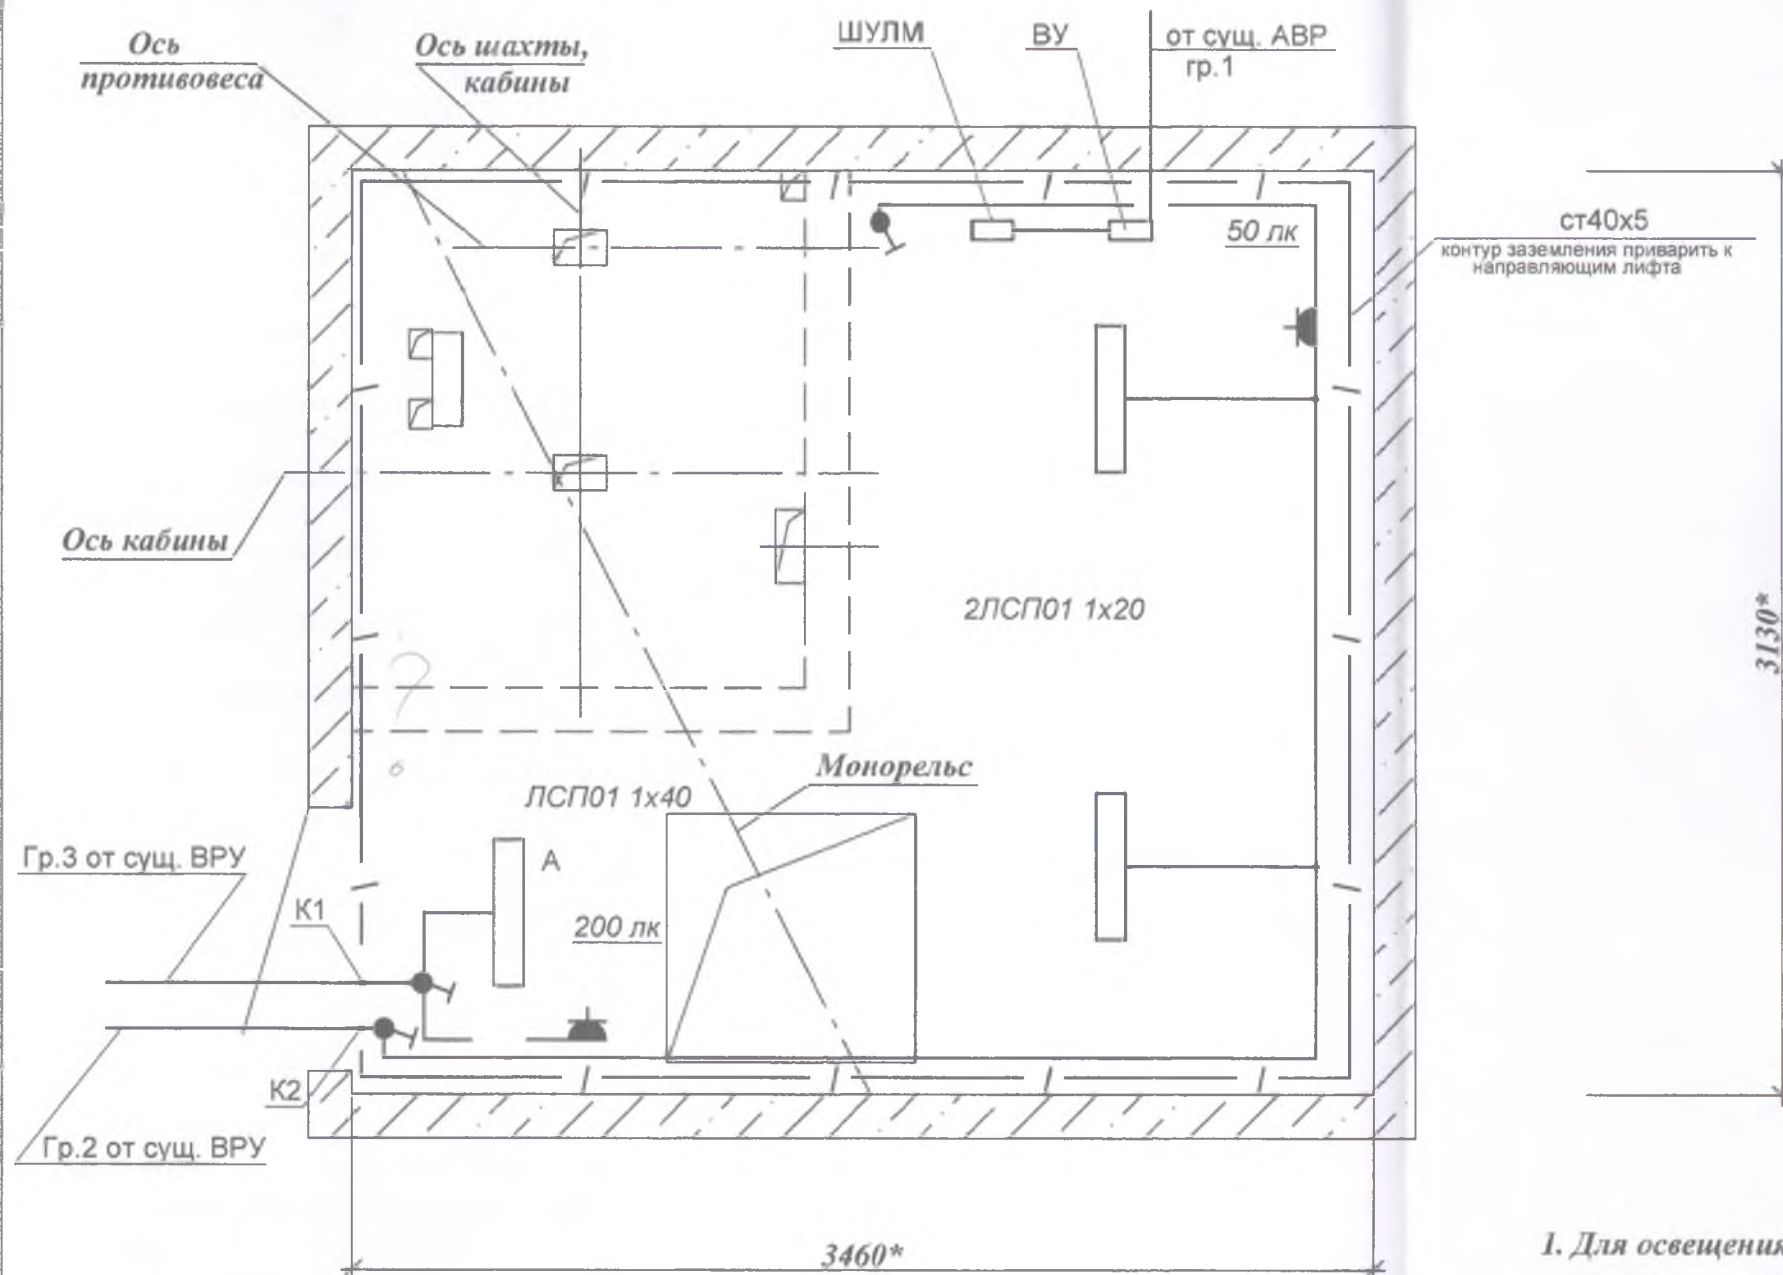 Ось
противовеса
Ось шахты,
кабины
ШУЛМ
ВУ
от сущ. АВР
гр.1
50 лк
ст40х5
контур заземления приварить к
направляющим лифта
Ось кабины
2ЛСП01 1х20
3130*
?
Монорельс
ЛСП01 1х40
А
Гр.3 от сущ. ВРУ
К1
200 лк
К2
Гр.2 от сущ. ВРУ
3460*
1. Для освещения